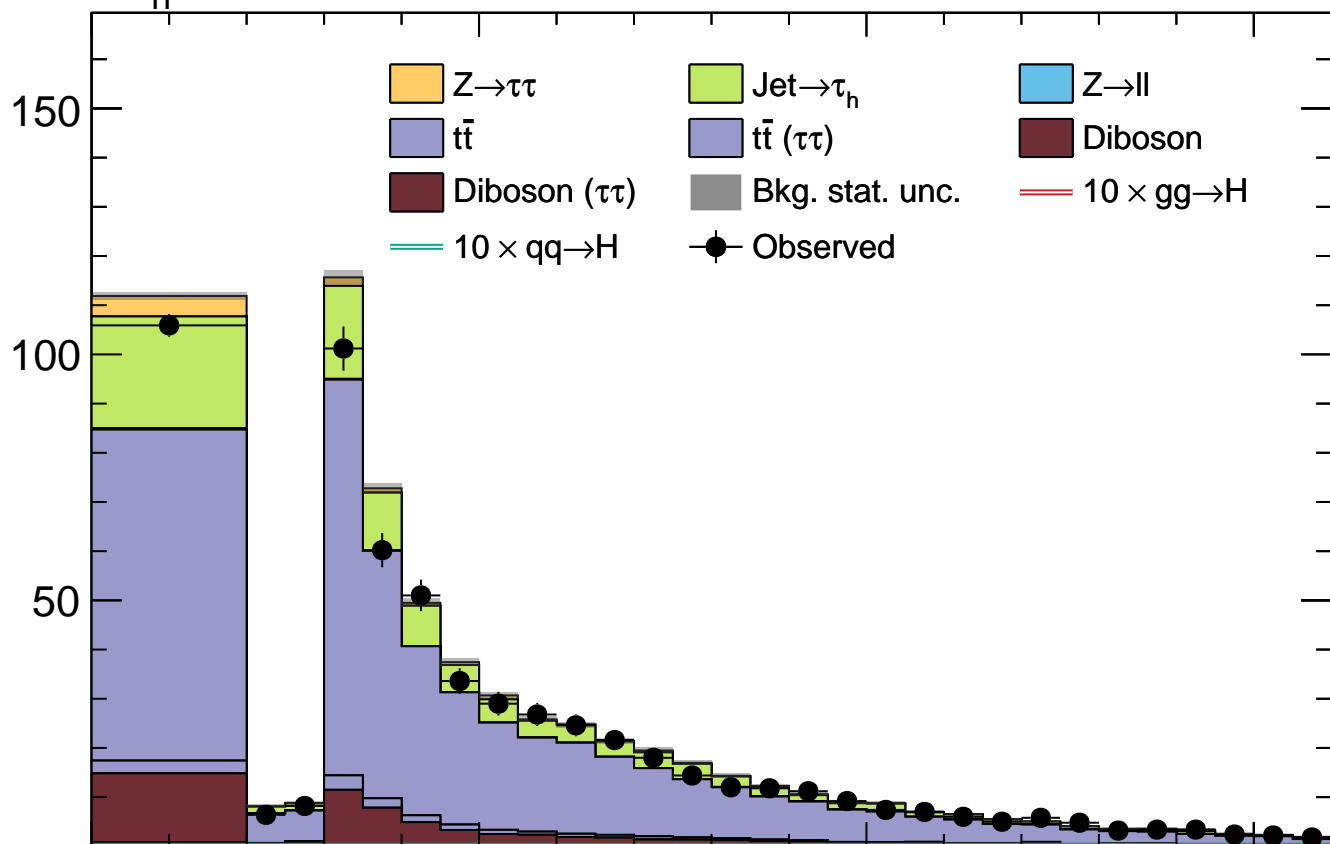 Z→ττ Jet→τh Z→ll
tt̄ tt̄ (ττ) Diboson
Diboson (ττ) Bkg. stat. unc. 10 × gg→H
10 × qq→H Observed
150
100
50